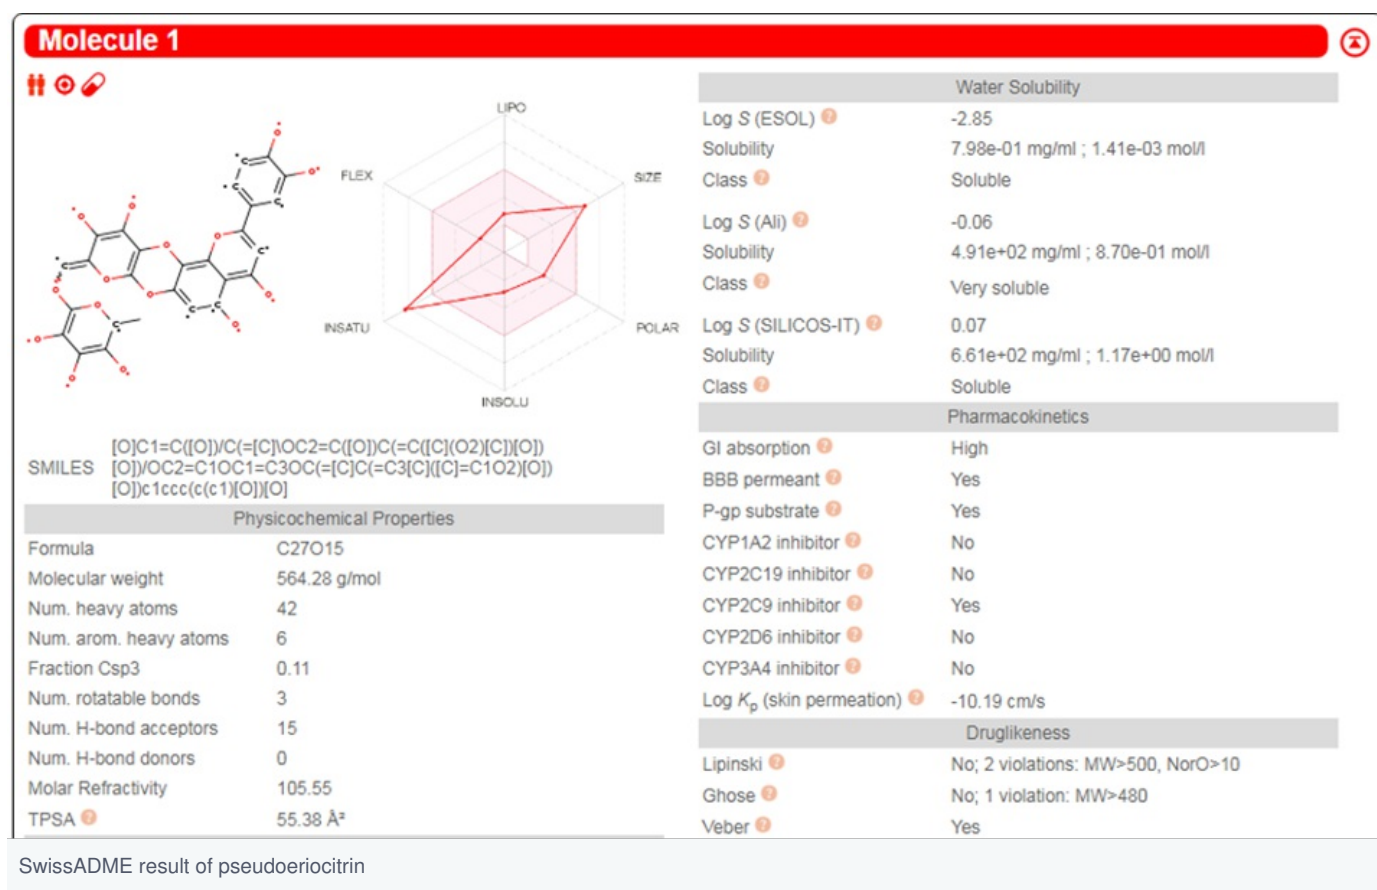 Molecule 1
LIPO
FLEX
SIZE
INSATU
POLAR
INSOLU
SMILES [O]C1=C([O])/C(=[C]\OC2=C([O])C(=C([C](O2)[C])[O])
[O])/OC2=C1OC1=C3OC(=[C]C(=C3[C]([C]=C1O2)[O])
[O])c1ccc(c(c1)[O])[O]
Physicochemical Properties
Formula C27O15
Molecular weight 564.28 g/mol
Num. heavy atoms 42
Num. arom. heavy atoms 6
Fraction Csp3 0.11
Num. rotatable bonds 3
Num. H-bond acceptors 15
Num. H-bond donors 0
Molar Refractivity 105.55
TPSA ? 55.38 Å²
Water Solubility
Log S (ESOL) ? -2.85
Solubility 7.98e-01 mg/ml ; 1.41e-03 mol/l
Class ? Soluble
Log S (Ali) ? -0.06
Solubility 4.91e+02 mg/ml ; 8.70e-01 mol/l
Class ? Very soluble
Log S (SILICOS-IT) ? 0.07
Solubility 6.61e+02 mg/ml ; 1.17e+00 mol/l
Class ? Soluble
Pharmacokinetics
GI absorption ? High
BBB permeant ? Yes
P-gp substrate ? Yes
CYP1A2 inhibitor ? No
CYP2C19 inhibitor ? No
CYP2C9 inhibitor ? Yes
CYP2D6 inhibitor ? No
CYP3A4 inhibitor ? No
Log Kp (skin permeation) ? -10.19 cm/s
Druglikeness
Lipinski ? No; 2 violations: MW>500, NorO>10
Ghose ? No; 1 violation: MW>480
Veber ? Yes
SwissADME result of pseudoeriocitrin